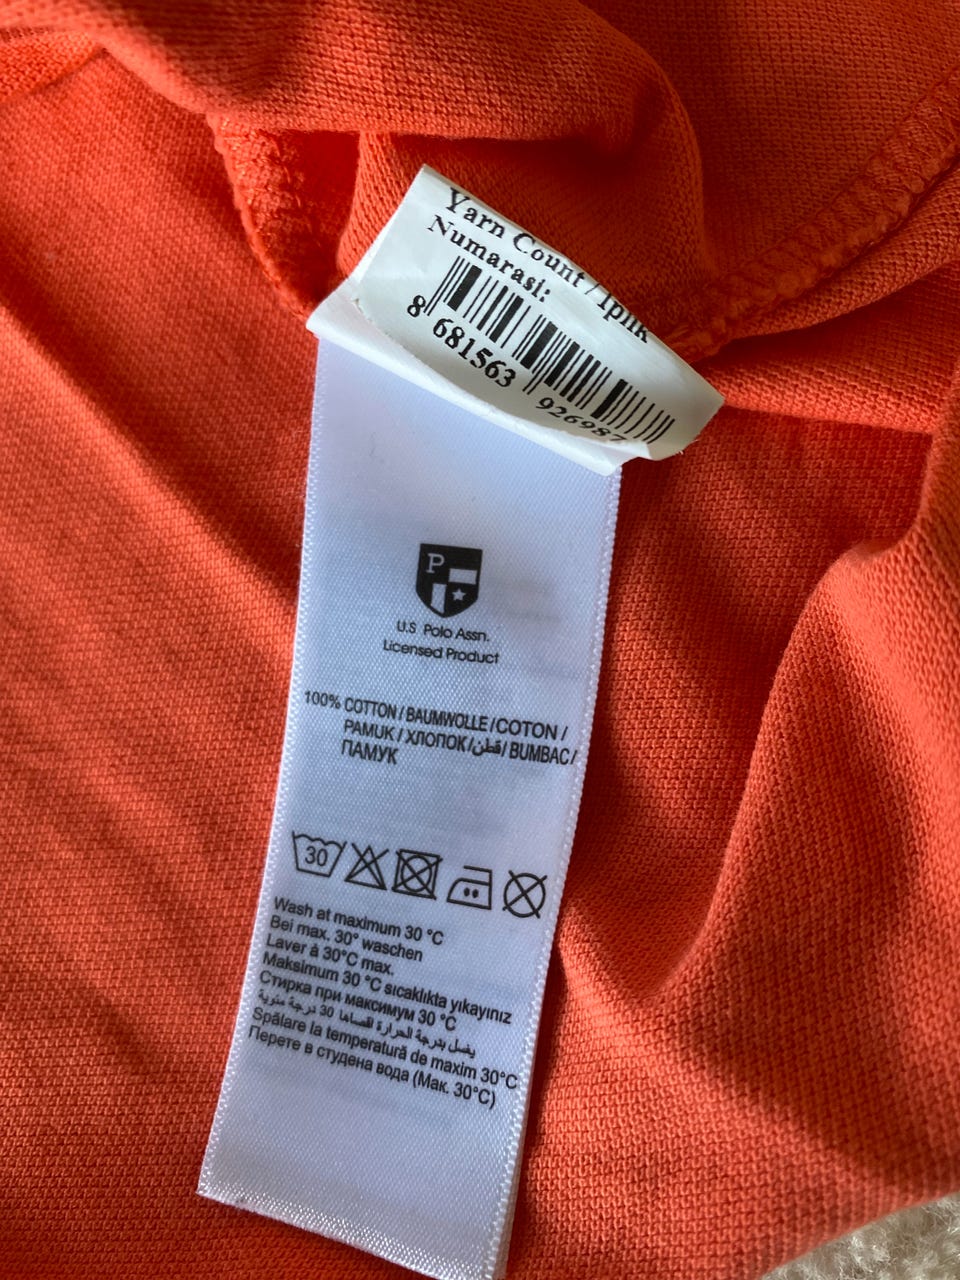 Yarn Count / İplik
Numarası:
8 681563 926987
P
U.S Polo Assn.
Licensed Product
100% COTTON / BAUMWOLLE / COTON /
PAMUK / ХЛОПОК / قطن / BUMBAC /
ПАМУК
30
Wash at maximum 30 °C
Bei max. 30° waschen
Laver à 30°C max.
Maksimum 30 °C sıcaklıkta yıkayınız
Стирка при максимум 30 °C
يغسل بدرجة الحرارة اقصاها 30 درجة مئوية
Spălare la temperatură de maxim 30°C
Перете в студена вода (Мак. 30°C)